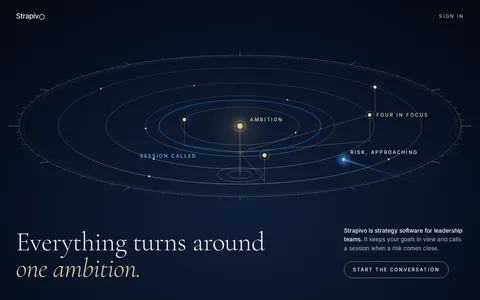 Strapivo
SIGN IN
AMBITION
FOUR IN FOCUS
SESSION CALLED
RISK, APPROACHING
Everything turns around
one ambition.
Strapivo is strategy software for leadership
teams. It keeps your goals in view and calls
a session when a risk comes close.
START THE CONVERSATION